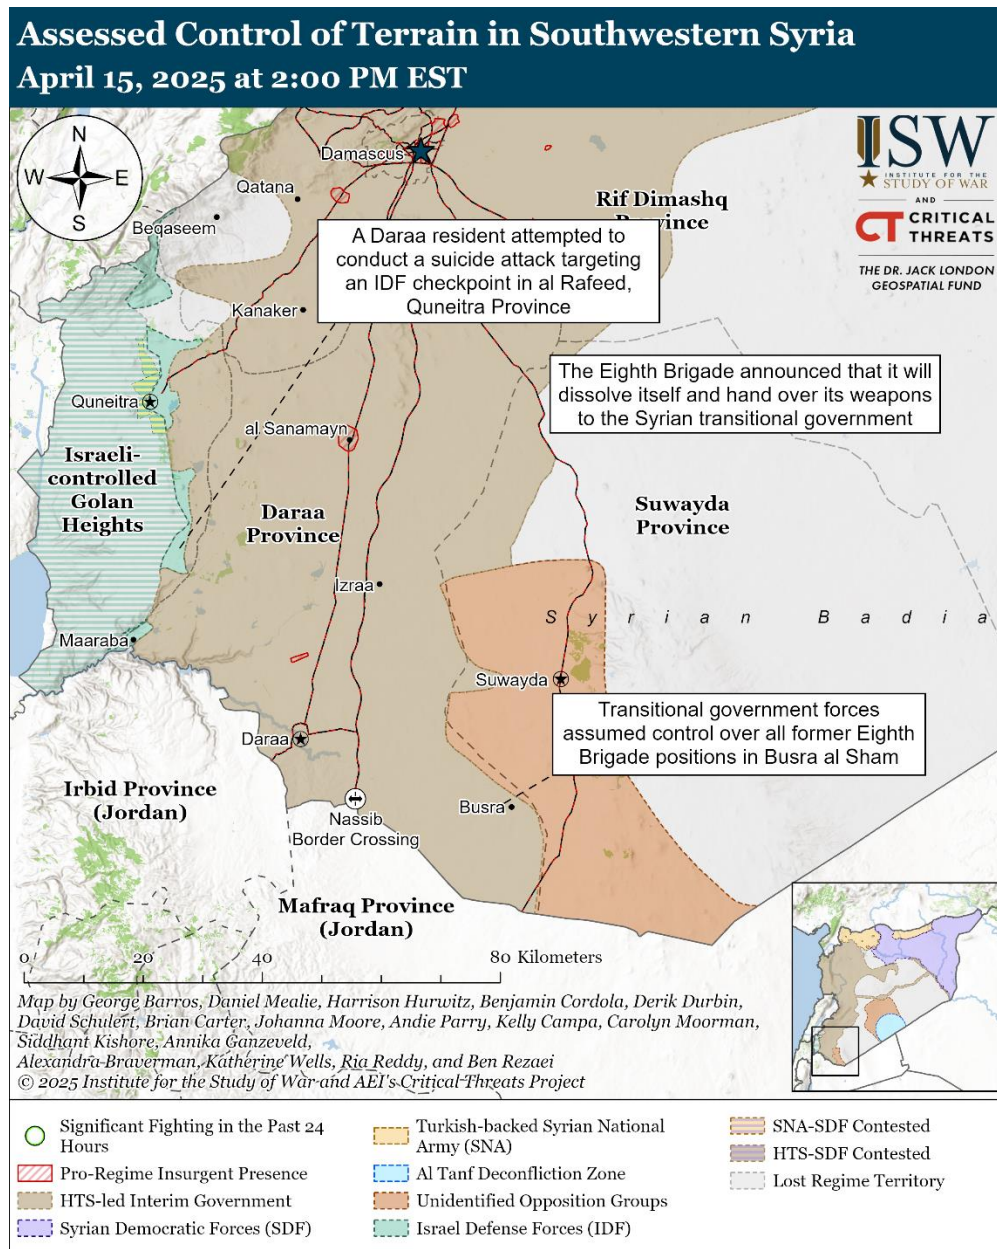 Assessed Control of Terrain in Southwestern Syria
April 15, 2025 at 2:00 PM EST
N
W
E
S
ISW
INSTITUTE FOR THE
STUDY OF WAR
AND
CT CRITICAL
THREATS
THE DR. JACK LONDON
GEOSPATIAL FUND
Damascus
Qatana
Beqaseem
Rif Dimashq
Province
A Daraa resident attempted to
conduct a suicide attack targeting
an IDF checkpoint in al Rafeed,
Quneitra Province
Kanaker
The Eighth Brigade announced that it will
dissolve itself and hand over its weapons
to the Syrian transitional government
Quneitra
al Sanamayn
Israeli-
controlled
Golan
Heights
Daraa
Province
Suwayda
Province
Izraa
Syrian Badia
Maaraba
Suwayda
Transitional government forces
assumed control over all former Eighth
Brigade positions in Busra al Sham
Daraa
Irbid Province
(Jordan)
Busra
Nassib
Border Crossing
Mafraq Province
(Jordan)
0 20 40 80 Kilometers
Map by George Barros, Daniel Mealie, Harrison Hurwitz, Benjamin Cordola, Derik Durbin,
David Schulert, Brian Carter, Johanna Moore, Andie Parry, Kelly Campa, Carolyn Moorman,
Siddhant Kishore, Annika Ganzeveld,
Alexandra Braverman, Katherine Wells, Ria Reddy, and Ben Rezaei
© 2025 Institute for the Study of War and AEI's Critical Threats Project
Significant Fighting in the Past 24
Hours
Pro-Regime Insurgent Presence
HTS-led Interim Government
Syrian Democratic Forces (SDF)
Turkish-backed Syrian National
Army (SNA)
Al Tanf Deconfliction Zone
Unidentified Opposition Groups
Israel Defense Forces (IDF)
SNA-SDF Contested
HTS-SDF Contested
Lost Regime Territory